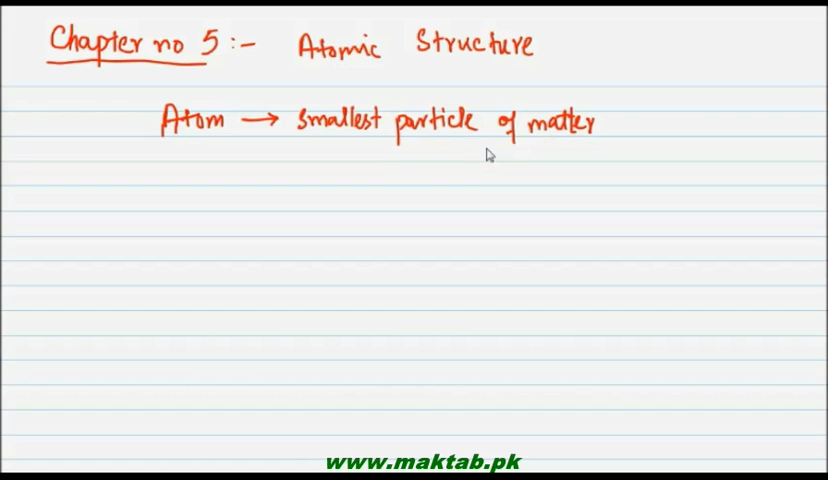 Chapter no 5 :- Atomic Structure
Atom → smallest particle of matter
www.maktab.pk